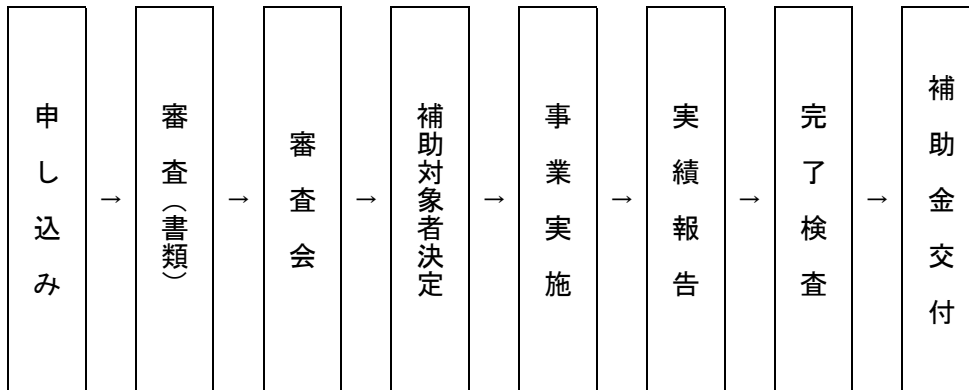 申し込み
→
審査（書類）
→
審査会
→
補助対象者決定
→
事業実施
→
実績報告
→
完了検査
→
補助金交付